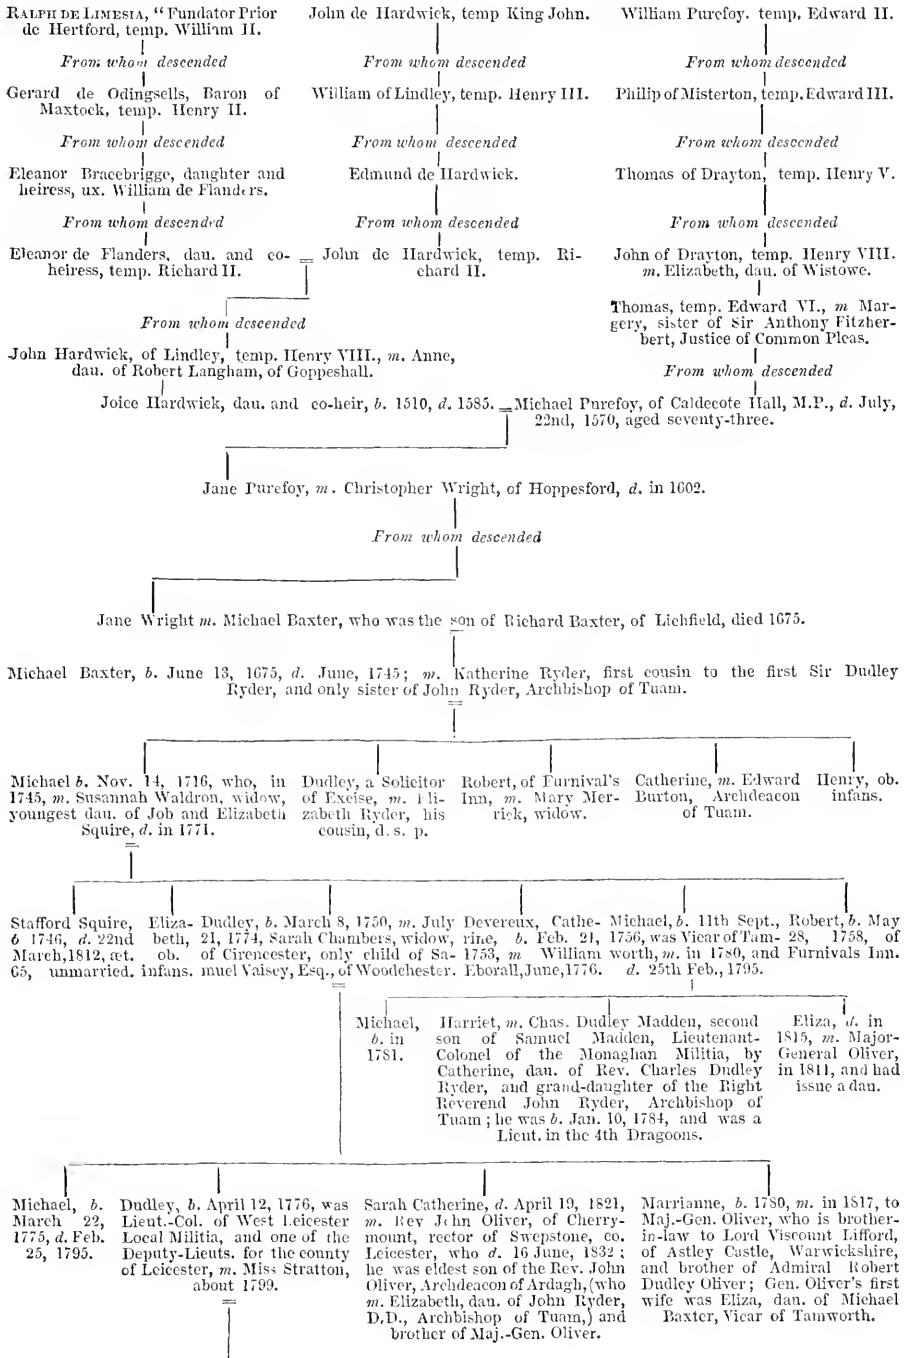 RALPH DE LIMESIA, "Fundator Prior
de Hertford, temp. William II.
From whom descended
Gerard de Odingsells, Baron of
Maxtock, temp. Henry II.
From whom descended
Eleanor Bracebrigge, daughter and
heiress, ux. William de Flanders.
From whom descended
Eleanor de Flanders, dau. and co-
heiress, temp. Richard II.
John de Hardwick, temp King John.
From whom descended
William of Lindley, temp. Henry III.
From whom descended
Edmund de Hardwick.
From whom descended
John de Hardwick, temp. Ri-
chard II.
William Purefoy. temp. Edward II.
From whom descended
Philip of Misterton, temp. Edward III.
From whom descended
Thomas of Drayton, temp. Henry V.
From whom descended
John of Drayton, temp. Henry VIII.
m. Elizabeth, dau. of Wistowe.
Thomas, temp. Edward VI., m Mar-
gery, sister of Sir Anthony Fitzher-
bert, Justice of Common Pleas.
From whom descended
From whom descended
John Hardwick, of Lindley, temp. Henry VIII., m. Anne,
dau. of Robert Langham, of Goppeshall.
Joice Hardwick, dau. and co-heir, b. 1510, d. 1585. = Michael Purefoy, of Caldecote Hall, M.P., d. July,
22nd, 1570, aged seventy-three.
Jane Purefoy, m. Christopher Wright, of Hoppesford, d. in 1602.
From whom descended
Jane Wright m. Michael Baxter, who was the son of Richard Baxter, of Lichfield, died 1675.
Michael Baxter, b. June 13, 1675, d. June, 1745; m. Katherine Ryder, first cousin to the first Sir Dudley
Ryder, and only sister of John Ryder, Archbishop of Tuam.
Michael b. Nov. 14, 1716, who, in
1745, m. Susannah Waldron, widow,
youngest dau. of Job and Elizabeth
Squire, d. in 1771.
Dudley, a Solicitor
of Excise, m. Eli-
zabeth Ryder, his
cousin, d. s. p.
Robert, of Furnival's
Inn, m. Mary Mer-
rick, widow.
Catherine, m. Edward
Burton, Archdeacon
of Tuam.
Henry, ob.
infans.
Stafford Squire,
b 1746, d. 22nd
March, 1812, æt.
65, unmarried.
Eliza-
beth,
ob.
infans.
Dudley, b. March 8, 1750, m. July
21, 1774, Sarah Chambers, widow,
of Cirencester, only child of Sa-
muel Vaisey, Esq., of Woodchester.
Devereux, Cathe-
rine, b. Feb. 21,
1753, m William
Eborall, June, 1776.
Michael, b. 11th Sept.,
1756, was Vicar of Tam-
worth, m. in 1780, and
d. 25th Feb., 1795.
Robert, b. May
28, 1758, of
Furnivals Inn.
Michael,
b. in
1781.
Harriet, m. Chas. Dudley Madden, second
son of Samuel Madden, Lieutenant-
Colonel of the Monaghan Militia, by
Catherine, dau. of Rev. Charles Dudley
Ryder, and grand-daughter of the Right
Reverend John Ryder, Archbishop of
Tuam; he was b. Jan. 10, 1784, and was a
Lieut. in the 4th Dragoons.
Eliza, d. in
1815, m. Major-
General Oliver,
in 1811, and had
issue a dau.
Michael, b.
March 22,
1775, d. Feb.
25, 1795.
Dudley, b. April 12, 1776, was
Lieut.-Col. of West Leicester
Local Militia, and one of the
Deputy-Lieuts. for the county
of Leicester, m. Miss Stratton,
about 1799.
Sarah Catherine, d. April 19, 1821,
m. Rev John Oliver, of Cherry-
mount, rector of Swepstone, co.
Leicester, who d. 16 June, 1832;
he was eldest son of the Rev. John
Oliver, Archdeacon of Ardagh, (who
m. Elizabeth, dau. of John Ryder,
D.D., Archbishop of Tuam,) and
brother of Maj.-Gen. Oliver.
Marrianne, b. 1780, m. in 1817, to
Maj.-Gen. Oliver, who is brother-
in-law to Lord Viscount Lifford,
of Astley Castle, Warwickshire,
and brother of Admiral Robert
Dudley Oliver; Gen. Oliver's first
wife was Eliza, dau. of Michael
Baxter, Vicar of Tamworth.